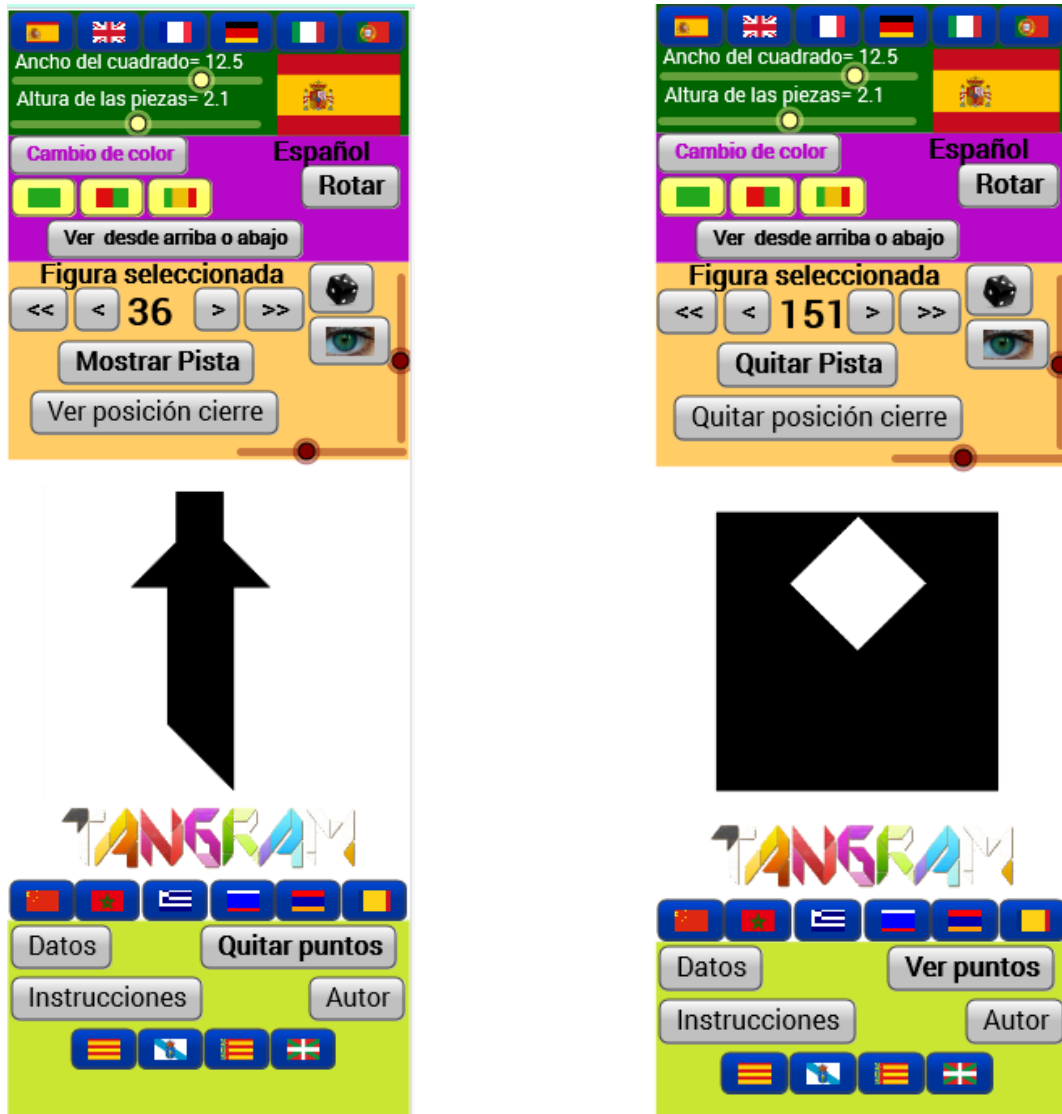 Ancho del cuadrado= 12.5
Altura de las piezas= 2.1
Cambio de color
Español
Rotar
Ver desde arriba o abajo
Figura seleccionada
<< < 36 > >>
Mostrar Pista
Ver posición cierre
TANGRAM
Datos
Quitar puntos
Instrucciones
Autor
Ancho del cuadrado= 12.5
Altura de las piezas= 2.1
Cambio de color
Español
Rotar
Ver desde arriba o abajo
Figura seleccionada
<< < 151 > >>
Quitar Pista
Quitar posición cierre
TANGRAM
Datos
Ver puntos
Instrucciones
Autor